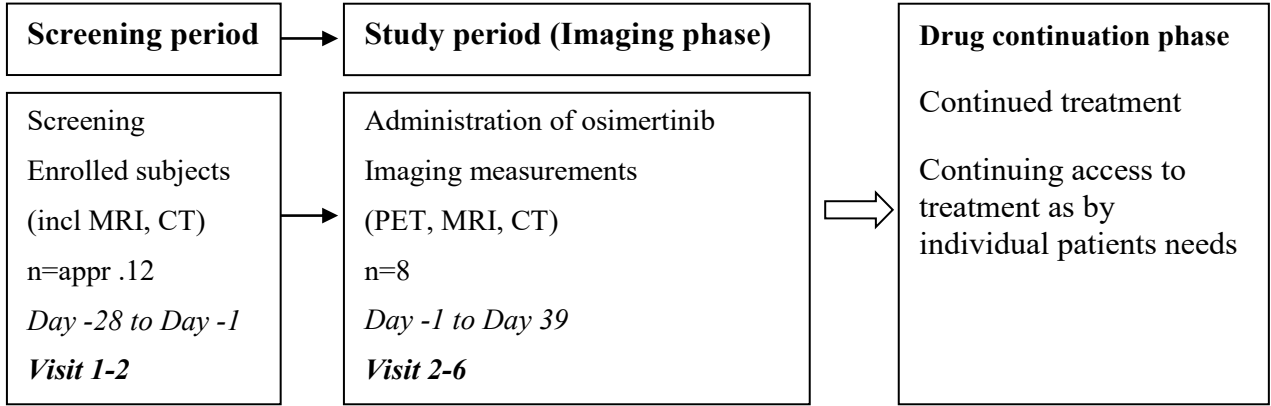 Screening period
Study period (Imaging phase)
Screening
Enrolled subjects
(incl MRI, CT)
n=appr .12
Day -28 to Day -1
Visit 1-2
Administration of osimertinib
Imaging measurements
(PET, MRI, CT)
n=8
Day -1 to Day 39
Visit 2-6
Drug continuation phase
Continued treatment
Continuing access to
treatment as by
individual patients needs